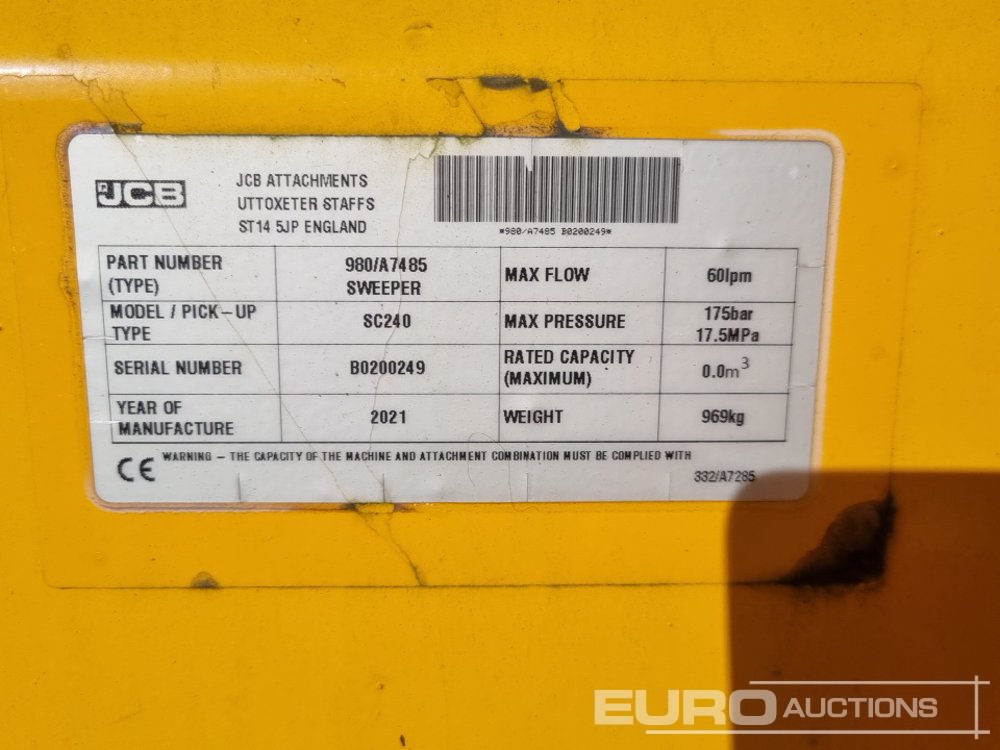 JCB
JCB ATTACHMENTS
UTTOXETER STAFFS
ST14 5JP ENGLAND
*980/A7485 B0200249*
PART NUMBER (TYPE) 980/A7485 SWEEPER MAX FLOW 60lpm
MODEL / PICK-UP TYPE SC240 MAX PRESSURE 175bar 17.5MPa
SERIAL NUMBER B0200249 RATED CAPACITY (MAXIMUM) 0.0m³
YEAR OF MANUFACTURE 2021 WEIGHT 969kg
CE WARNING – THE CAPACITY OF THE MACHINE AND ATTACHMENT COMBINATION MUST BE COMPLIED WITH
332/A7285
EURO AUCTIONS